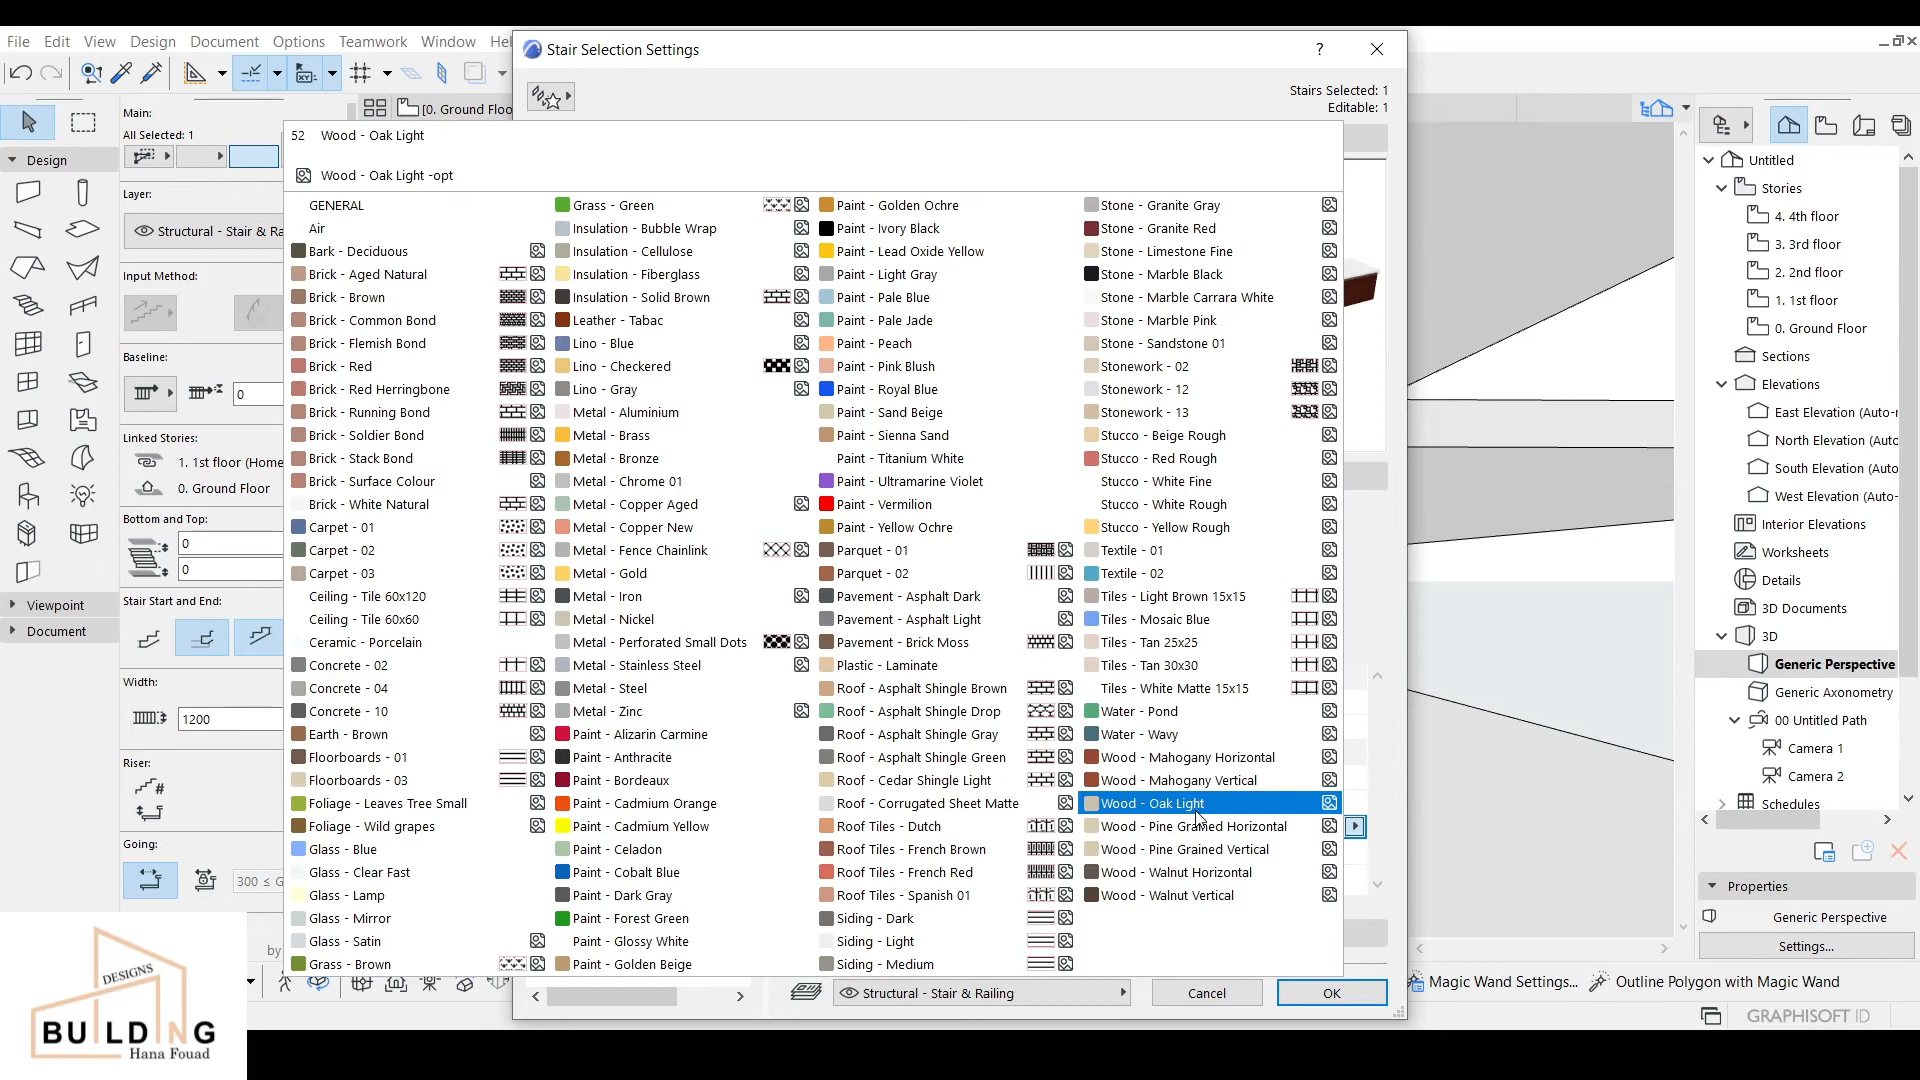 File Edit View Design Document Options Teamwork Window Hel
Stair Selection Settings
?
Stairs Selected: 1
Editable: 1
[0. Ground Floo
Main:
All Selected: 1
Layer:
Structural - Stair & Ra
Input Method:
Baseline:
0
Linked Stories:
1. 1st floor (Home
0. Ground Floor
Bottom and Top:
0
0
Stair Start and End:
Width:
1200
Riser:
Going:
300 ≤ G
by
Design
Viewpoint
Document
52 Wood - Oak Light
Wood - Oak Light -opt
GENERAL
Air
Bark - Deciduous
Brick - Aged Natural
Brick - Brown
Brick - Common Bond
Brick - Flemish Bond
Brick - Red
Brick - Red Herringbone
Brick - Running Bond
Brick - Soldier Bond
Brick - Stack Bond
Brick - Surface Colour
Brick - White Natural
Carpet - 01
Carpet - 02
Carpet - 03
Ceiling - Tile 60x120
Ceiling - Tile 60x60
Ceramic - Porcelain
Concrete - 02
Concrete - 04
Concrete - 10
Earth - Brown
Floorboards - 01
Floorboards - 03
Foliage - Leaves Tree Small
Foliage - Wild grapes
Glass - Blue
Glass - Clear Fast
Glass - Lamp
Glass - Mirror
Glass - Satin
Grass - Brown
Grass - Green
Insulation - Bubble Wrap
Insulation - Cellulose
Insulation - Fiberglass
Insulation - Solid Brown
Leather - Tabac
Lino - Blue
Lino - Checkered
Lino - Gray
Metal - Aluminium
Metal - Brass
Metal - Bronze
Metal - Chrome 01
Metal - Copper Aged
Metal - Copper New
Metal - Fence Chainlink
Metal - Gold
Metal - Iron
Metal - Nickel
Metal - Perforated Small Dots
Metal - Stainless Steel
Metal - Steel
Metal - Zinc
Paint - Alizarin Carmine
Paint - Anthracite
Paint - Bordeaux
Paint - Cadmium Orange
Paint - Cadmium Yellow
Paint - Celadon
Paint - Cobalt Blue
Paint - Dark Gray
Paint - Forest Green
Paint - Glossy White
Paint - Golden Beige
Paint - Golden Ochre
Paint - Ivory Black
Paint - Lead Oxide Yellow
Paint - Light Gray
Paint - Pale Blue
Paint - Pale Jade
Paint - Peach
Paint - Pink Blush
Paint - Royal Blue
Paint - Sand Beige
Paint - Sienna Sand
Paint - Titanium White
Paint - Ultramarine Violet
Paint - Vermilion
Paint - Yellow Ochre
Parquet - 01
Parquet - 02
Pavement - Asphalt Dark
Pavement - Asphalt Light
Pavement - Brick Moss
Plastic - Laminate
Roof - Asphalt Shingle Brown
Roof - Asphalt Shingle Drop
Roof - Asphalt Shingle Gray
Roof - Asphalt Shingle Green
Roof - Cedar Shingle Light
Roof - Corrugated Sheet Matte
Roof Tiles - Dutch
Roof Tiles - French Brown
Roof Tiles - French Red
Roof Tiles - Spanish 01
Siding - Dark
Siding - Light
Siding - Medium
Stone - Granite Gray
Stone - Granite Red
Stone - Limestone Fine
Stone - Marble Black
Stone - Marble Carrara White
Stone - Marble Pink
Stone - Sandstone 01
Stonework - 02
Stonework - 12
Stonework - 13
Stucco - Beige Rough
Stucco - Red Rough
Stucco - White Fine
Stucco - White Rough
Stucco - Yellow Rough
Textile - 01
Textile - 02
Tiles - Light Brown 15x15
Tiles - Mosaic Blue
Tiles - Tan 25x25
Tiles - Tan 30x30
Tiles - White Matte 15x15
Water - Pond
Water - Wavy
Wood - Mahogany Horizontal
Wood - Mahogany Vertical
Wood - Oak Light
Wood - Pine Grained Horizontal
Wood - Pine Grained Vertical
Wood - Walnut Horizontal
Wood - Walnut Vertical
Structural - Stair & Railing
Cancel
OK
Untitled
Stories
4. 4th floor
3. 3rd floor
2. 2nd floor
1. 1st floor
0. Ground Floor
Sections
Elevations
East Elevation (Auto-r
North Elevation (Autc
South Elevation (Auto
West Elevation (Auto-
Interior Elevations
Worksheets
Details
3D Documents
3D
Generic Perspective
Generic Axonometry
00 Untitled Path
Camera 1
Camera 2
Schedules
Properties
Generic Perspective
Settings...
Magic Wand Settings...
Outline Polygon with Magic Wand
GRAPHISOFT ID
DESIGNS
BUILDING
Hana Fouad